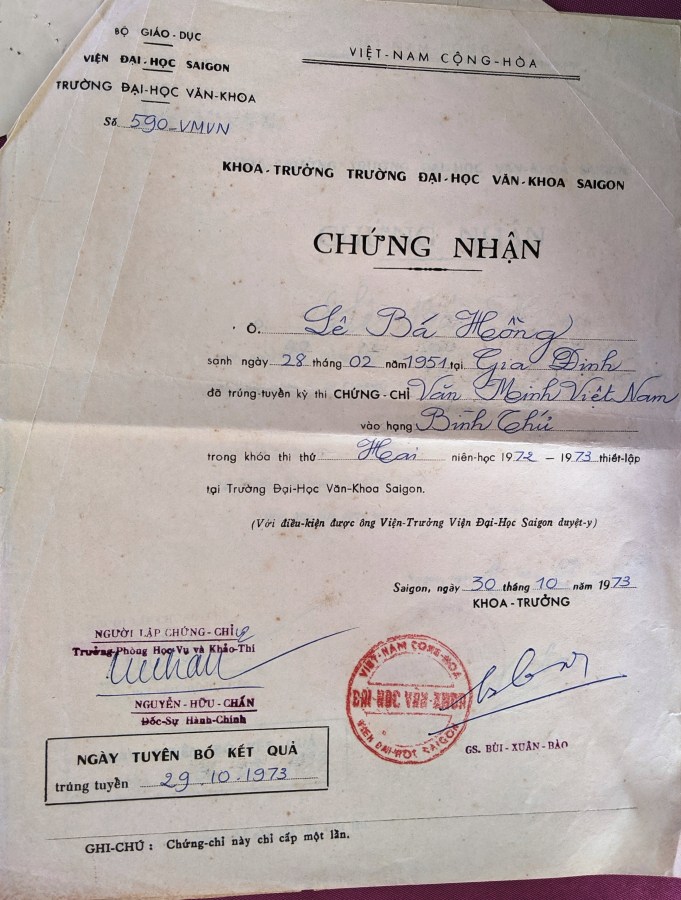 BỘ GIÁO-DỤC
VIỆN ĐẠI-HỌC SAIGON
TRƯỜNG ĐẠI-HỌC VĂN-KHOA
Số 590-VMVN
VIỆT-NAM CỘNG-HÒA
KHOA-TRƯỞNG TRƯỜNG ĐẠI-HỌC VĂN-KHOA SAIGON
CHỨNG NHẬN
Ô. Lê Bá Hồng
sanh ngày 28 tháng 02 năm 1951 tại Gia Định
đã trúng-tuyển kỳ thi CHỨNG-CHỈ Văn Minh Việt Nam
vào hạng Bình Thứ
trong khóa thi thứ Hai niên-học 1972 – 1973 thiết-lập
tại Trường Đại-Học Văn-Khoa Saigon.
(Với điều-kiện được ông Viện-Trưởng Viện Đại-Học Saigon duyệt-y)
Saigon, ngày 30 tháng 10 năm 1973
KHOA-TRƯỞNG
NGƯỜI LẬP CHỨNG-CHỈ
Trưởng-Phòng Học-Vụ và Khảo-Thí
NGUYỄN-HỮU-CHẤN
Đốc-Sự Hành-Chính
VIỆT-NAM CỘNG-HÒA
VIỆN ĐẠI-HỌC SAIGON
GS. BÙI-XUÂN-BÀO
NGÀY TUYÊN BỐ KẾT QUẢ
trúng tuyển 29.10.1973
GHI-CHÚ : Chứng-chỉ này chỉ cấp một lần.